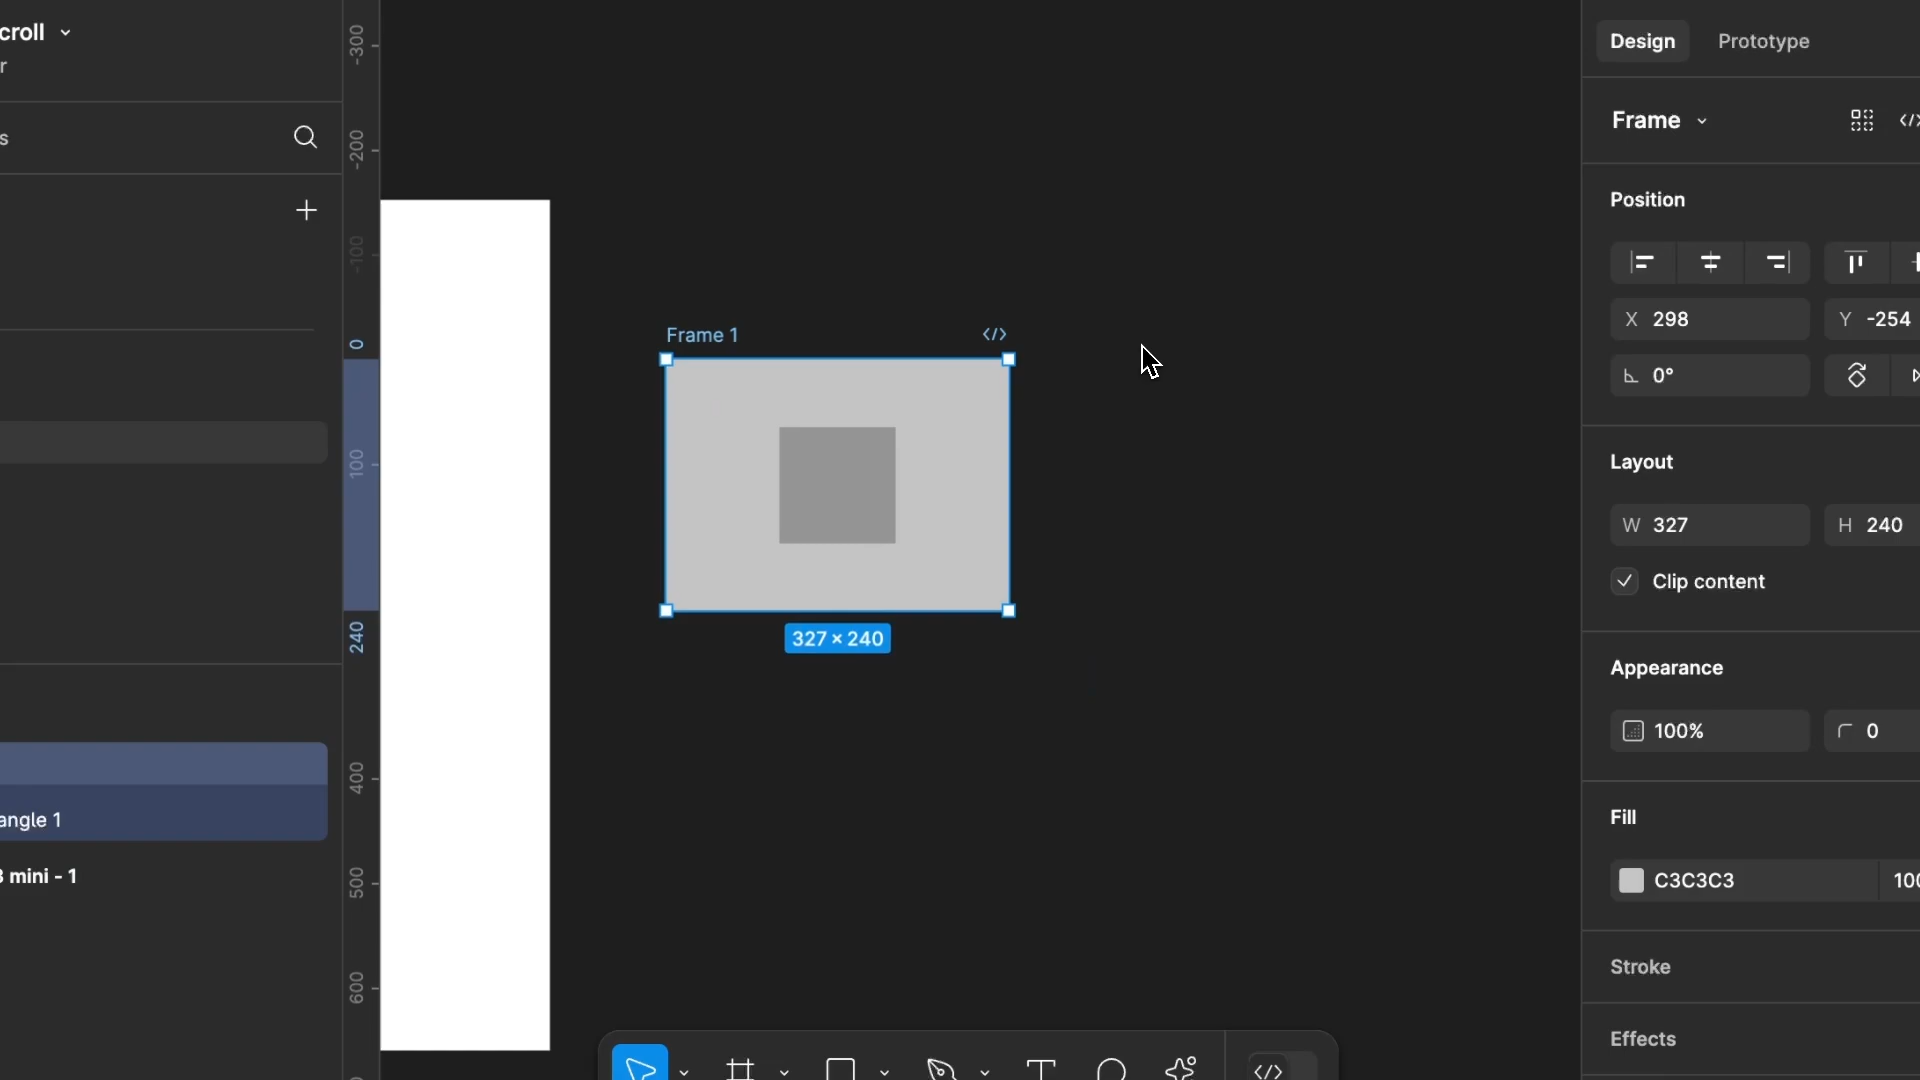 croll
r
s
angle 1
3 mini - 1
-300
-200
-100
0
100
240
400
500
600
Frame 1
327 × 240
Design Prototype
Frame
Position
X 298 Y -254
0°
Layout
W 327 H 240
Clip content
Appearance
100% 0
Fill
C3C3C3 100
Stroke
Effects